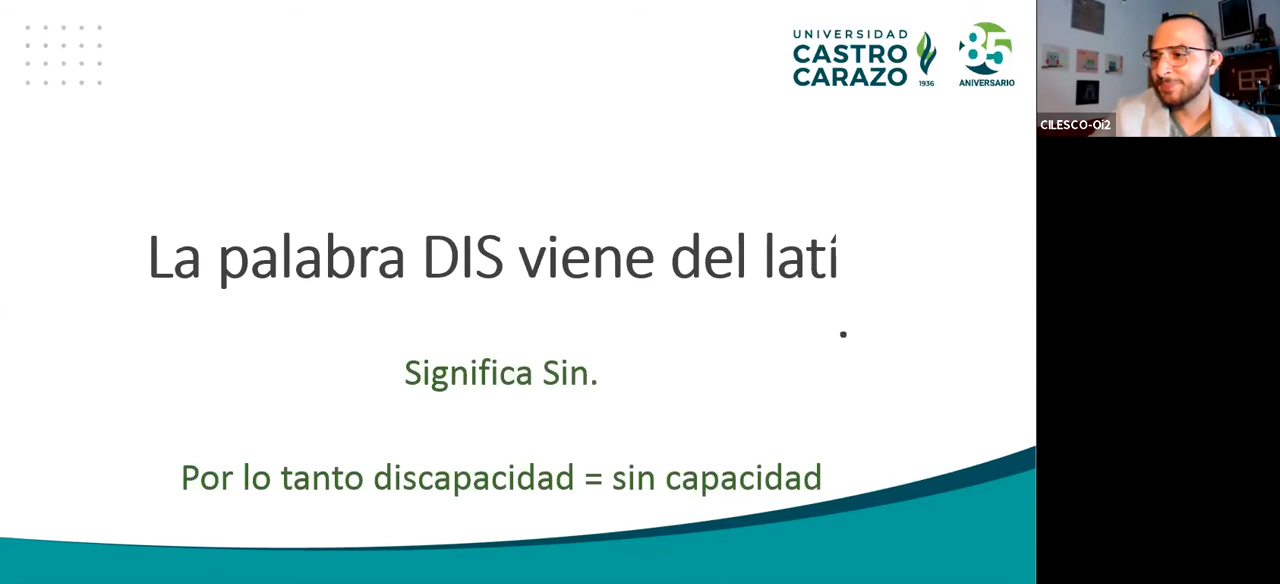 UNIVERSIDAD
CASTRO
CARAZO
1936
85
ANIVERSARIO
CILESCO-Oi2
La palabra DIS viene del latí
.
Significa Sin.
Por lo tanto discapacidad = sin capacidad